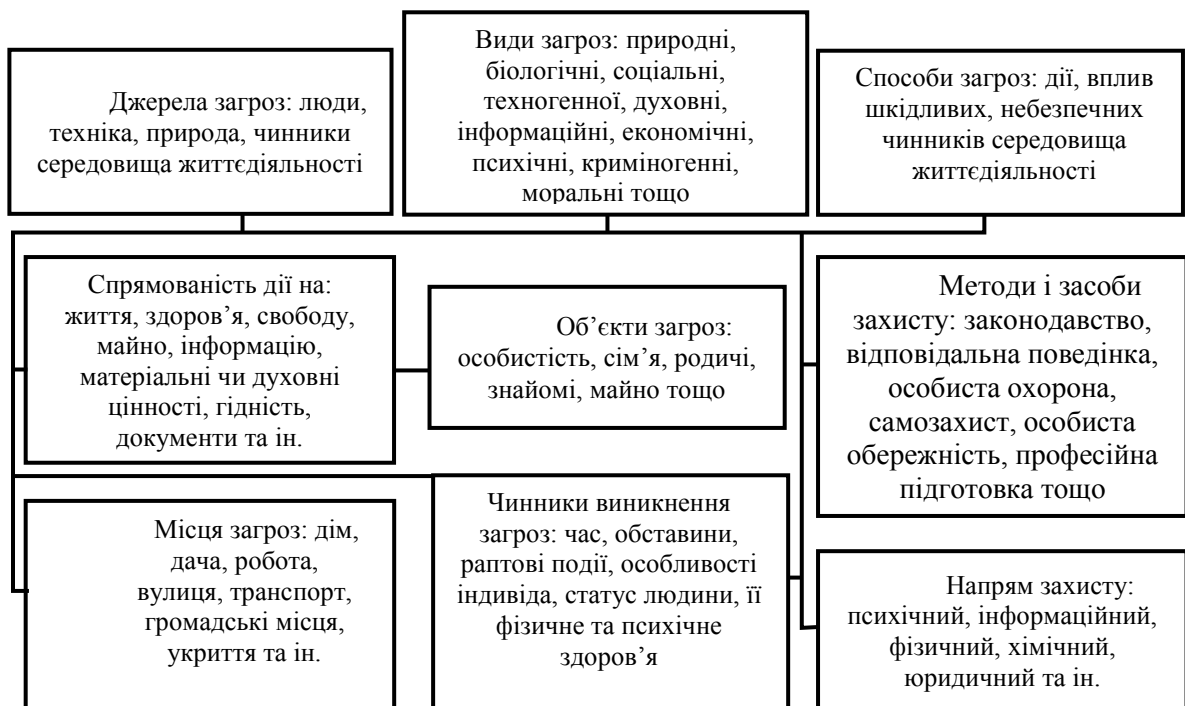 Джерела загроз: люди,
техніка, природа, чинники
середовища життєдіяльності
Види загроз: природні,
біологічні, соціальні,
техногенної, духовні,
інформаційні, економічні,
психічні, криміногенні,
моральні тощо
Способи загроз: дії, вплив
шкідливих, небезпечних
чинників середовища
життєдіяльності
Спрямованість дії на:
життя, здоров’я, свободу,
майно, інформацію,
матеріальні чи духовні
цінності, гідність,
документи та ін.
Об’єкти загроз:
особистість, сім’я, родичі,
знайомі, майно тощо
Методи і засоби
захисту: законодавство,
відповідальна поведінка,
особиста охорона,
самозахист, особиста
обережність, професійна
підготовка тощо
Місця загроз: дім,
дача, робота,
вулиця, транспорт,
громадські місця,
укриття та ін.
Чинники виникнення
загроз: час, обставини,
раптові події, особливості
індивіда, статус людини, її
фізичне та психічне
здоров’я
Напрям захисту:
психічний, інформаційний,
фізичний, хімічний,
юридичний та ін.